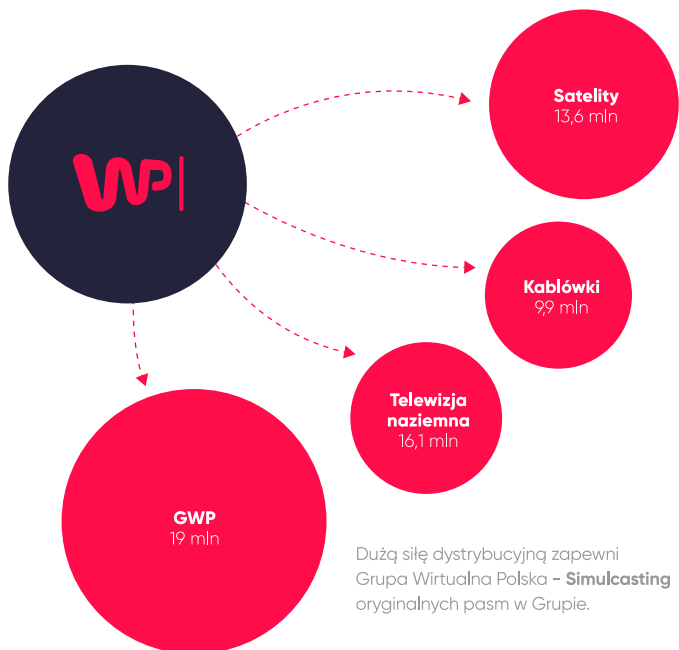 WP
Satelity
13,6 mln
Kablówki
9,9 mln
Telewizja
naziemna
16,1 mln
GWP
19 mln
Dużą siłę dystrybucyjną zapewni
Grupa Wirtualna Polska – Simulcasting
oryginalnych pasm w Grupie.